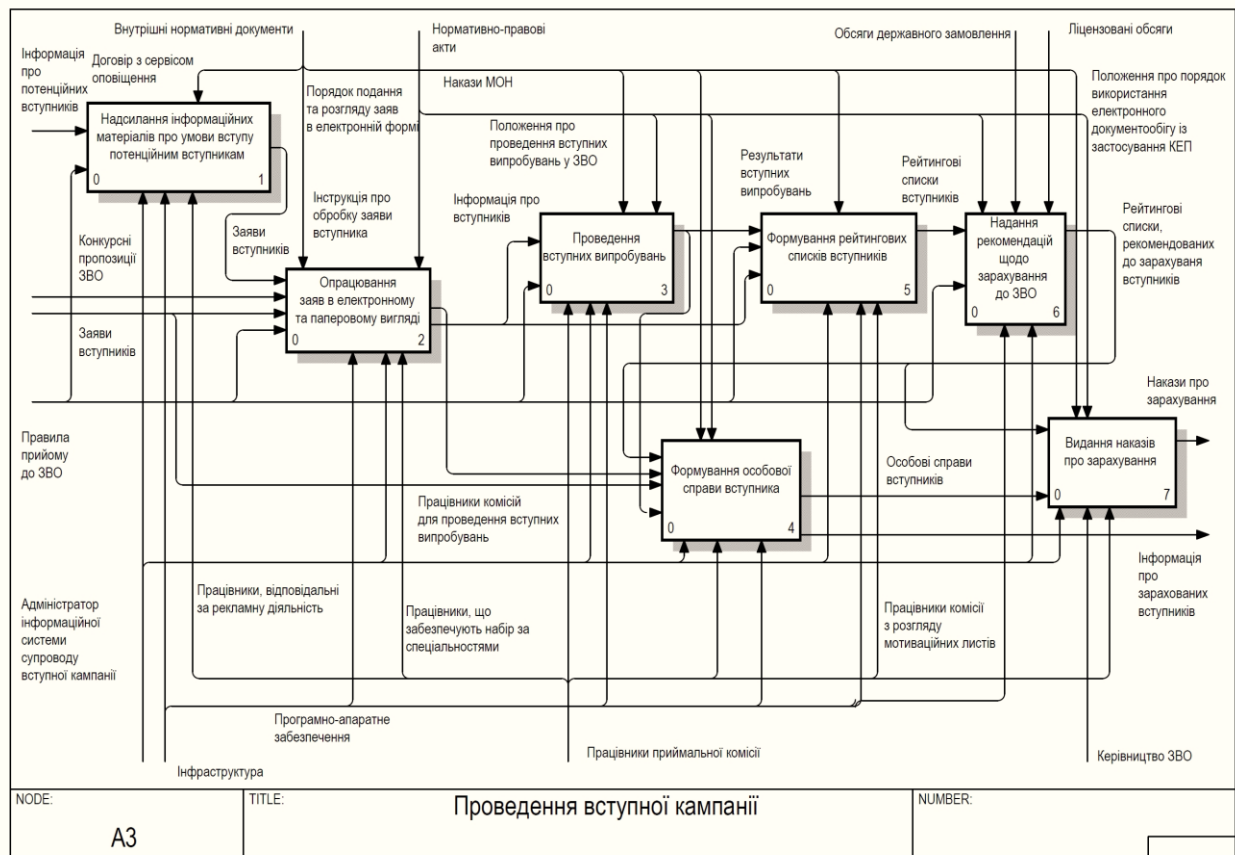 Внутрішні нормативні документи
Нормативно-правові
акти
Обсяги державного замовлення
Ліцензовані обсяги
Інформація
про
потенційних
вступників
Договір з сервісом
оповіщення
Накази МОН
Порядок подання
та розгляду заяв
в електронній формі
Положення про
проведення вступних
випробувань у ЗВО
Положення про порядок
використання
електронного
документообігу із
застосування КЕП
Надсилання інформаційних
матеріалів про умови вступу
потенційним вступникам
0
1
Результати
вступних
випробувань
Рейтингові
списки
вступників
Інструкція про
обробку заяви
вступника
Інформація про
вступників
Рейтингові
списки,
рекомендованих
до зарахуваня
вступників
Конкурсні
пропозиції
ЗВО
Заяви
вступників
Опрацювання
заяв в електронному
та паперовому вигляді
0
2
Проведення
вступних випробувань
0
3
Формування рейтингових
списків вступників
0
5
Надання
рекомендацій
щодо
зарахування
до ЗВО
0
6
Заяви
вступників
Накази про
зарахування
Правила
прийому
до ЗВО
Формування особової
справи вступника
0
4
Особові справи
вступників
Видання наказів
про зарахування
0
7
Працівники комісій
для проведення вступних
випробувань
Інформація
про
зарахованих
вступників
Адміністратор
інформаційної
системи
супроводу
вступної кампанії
Працівники, відповідальні
за рекламну діяльність
Працівники, що
забезпечують набір за
спеціальностями
Працівники комісії
з розгляду
мотиваційних листів
Програмно-апаратне
забезпечення
Інфраструктура
Працівники приймальної комісії
Керівництво ЗВО
NODE:
A3
TITLE:
Проведення вступної кампанії
NUMBER: